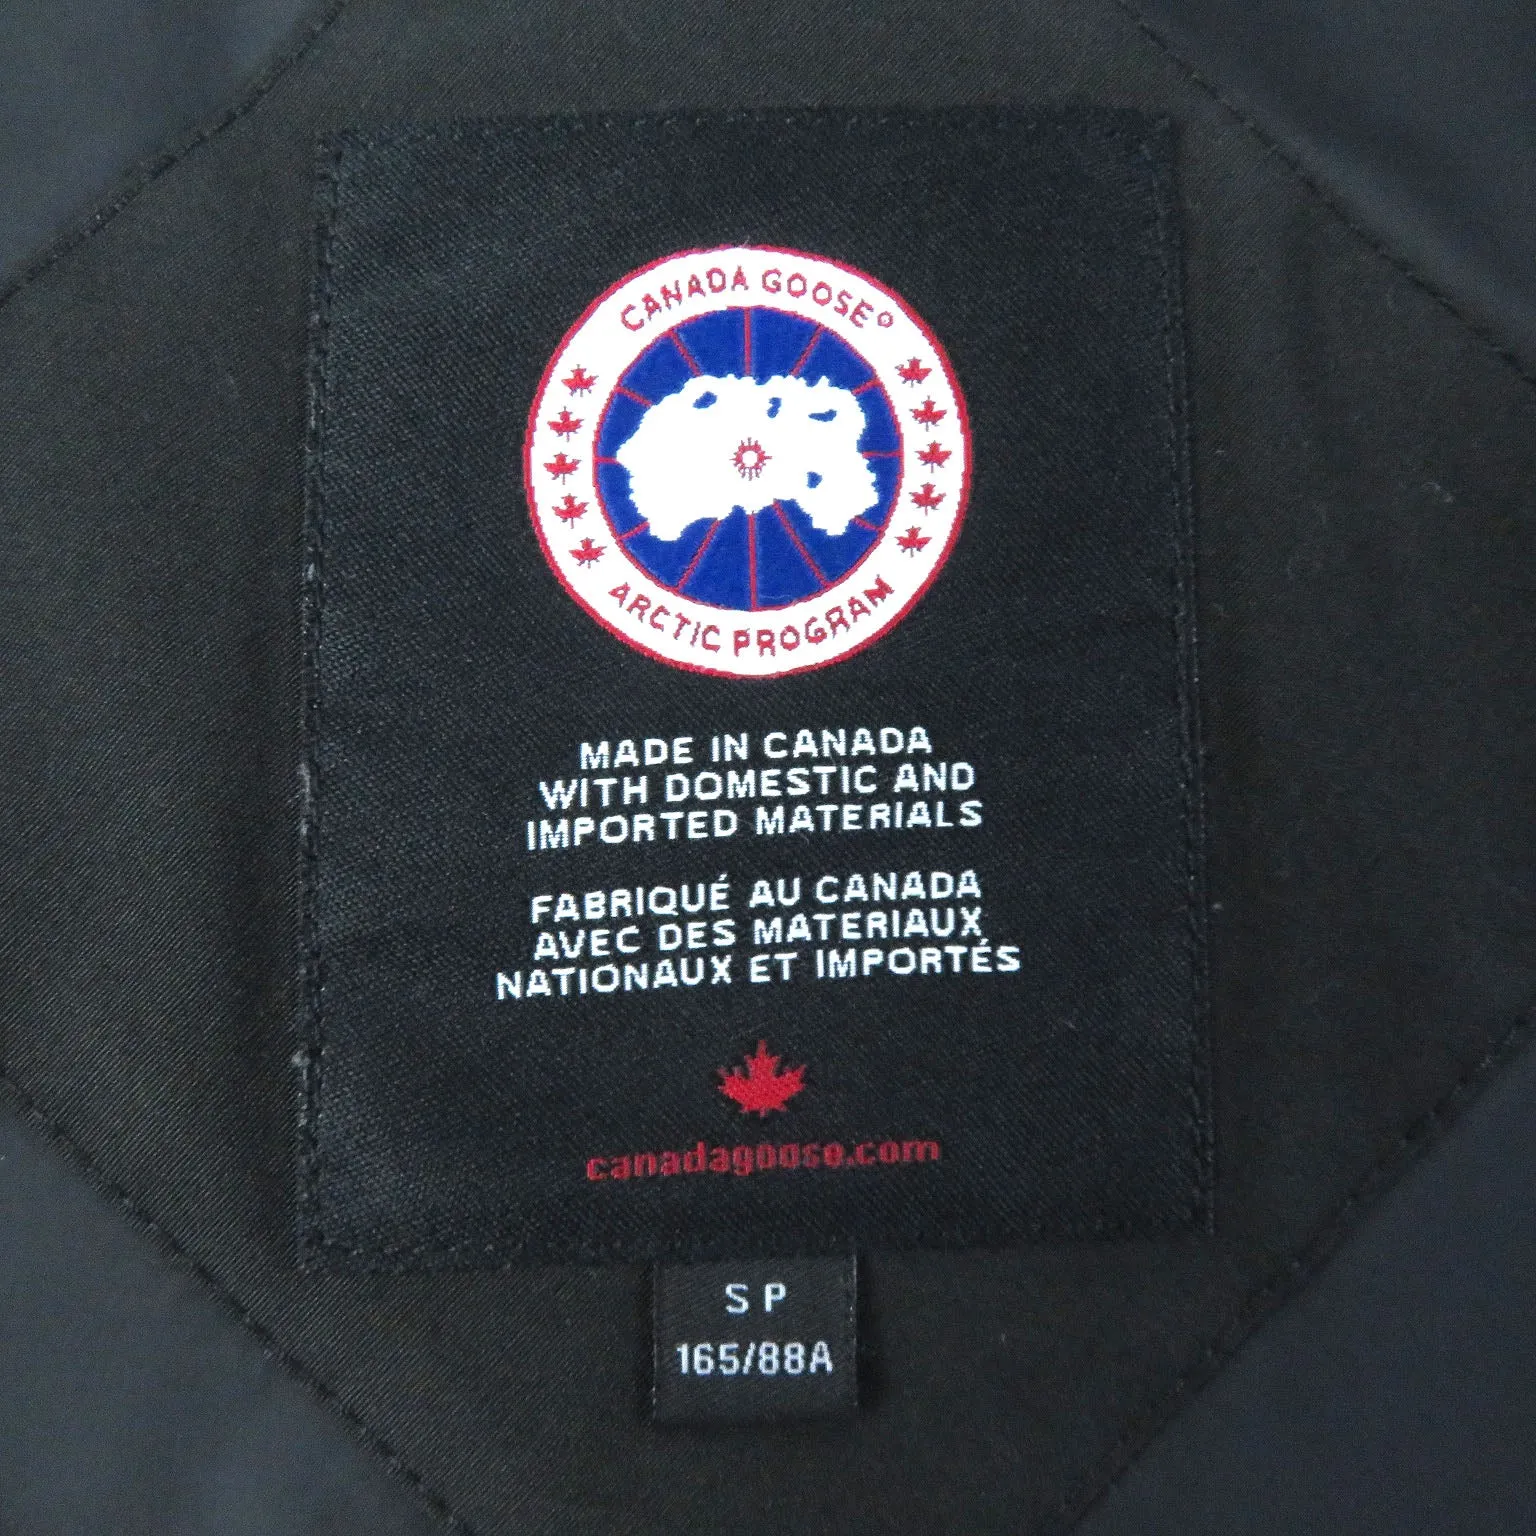 CANADA GOOSE®
ARCTIC PROGRAM
MADE IN CANADA
WITH DOMESTIC AND
IMPORTED MATERIALS
FABRIQUÉ AU CANADA
AVEC DES MATERIAUX
NATIONAUX ET IMPORTÉS
canadagoose.com
S P
165/88A